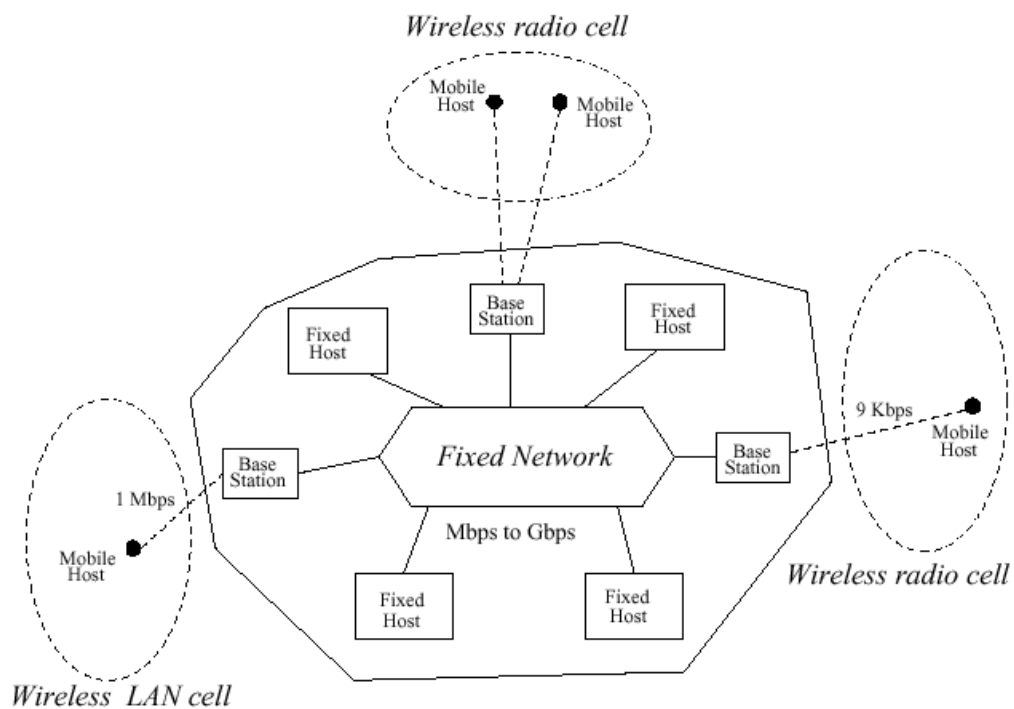 Wireless radio cell
Mobile
Host
Mobile
Host
Base
Station
Fixed
Host
Fixed
Host
9 Kbps
Mobile
Host
Fixed Network
Base
Station
Base
Station
1 Mbps
Mbps to Gbps
Mobile
Host
Wireless radio cell
Fixed
Host
Fixed
Host
Wireless LAN cell